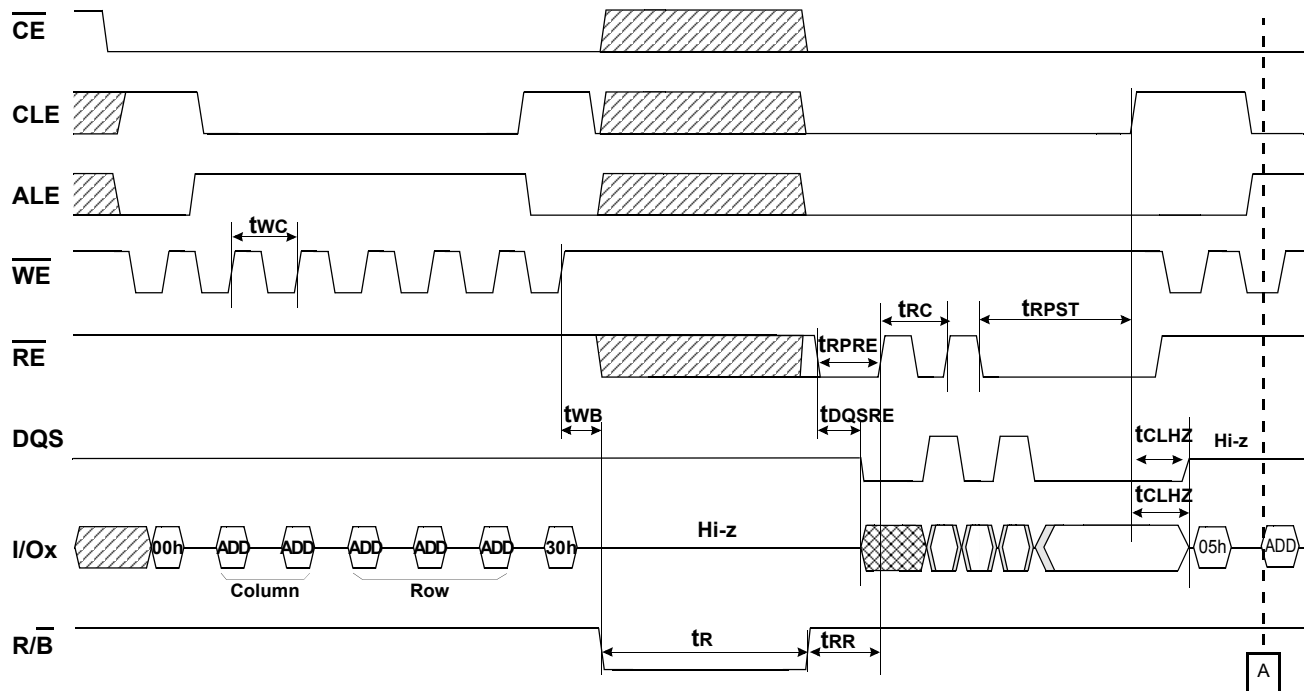 CE
CLE
ALE
tWC
WE
tRC tRPST
tRPRE
RE
tWB tDQSRE
DQS
tCLHZ Hi-z
tCLHZ
Hi-z
I/Ox 00h ADD ADD ADD ADD ADD 30h 05h ADD
Column Row
tR tRR
R/B
A